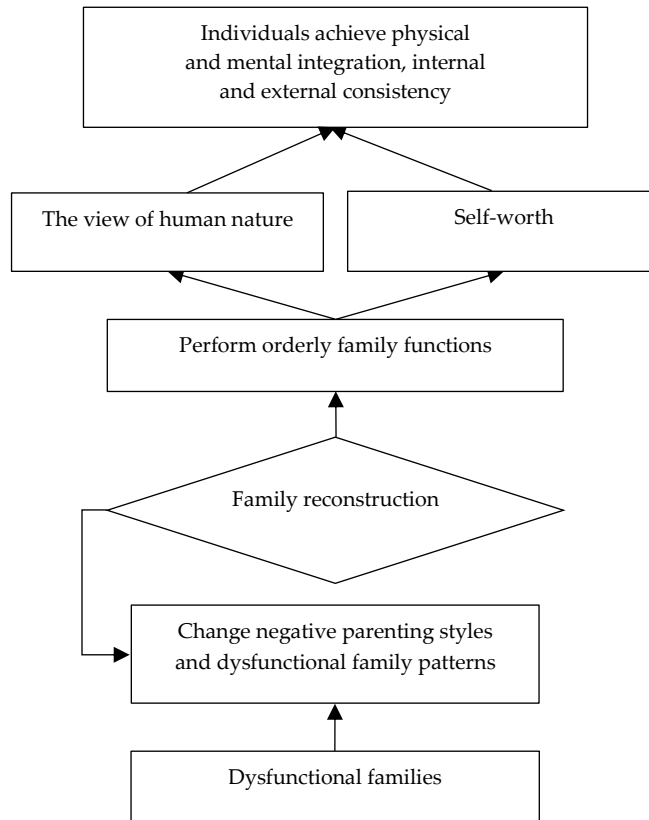 Individuals achieve physical
and mental integration, internal
and external consistency
The view of human nature
Self-worth
Perform orderly family functions
Family reconstruction
Change negative parenting styles
and dysfunctional family patterns
Dysfunctional families